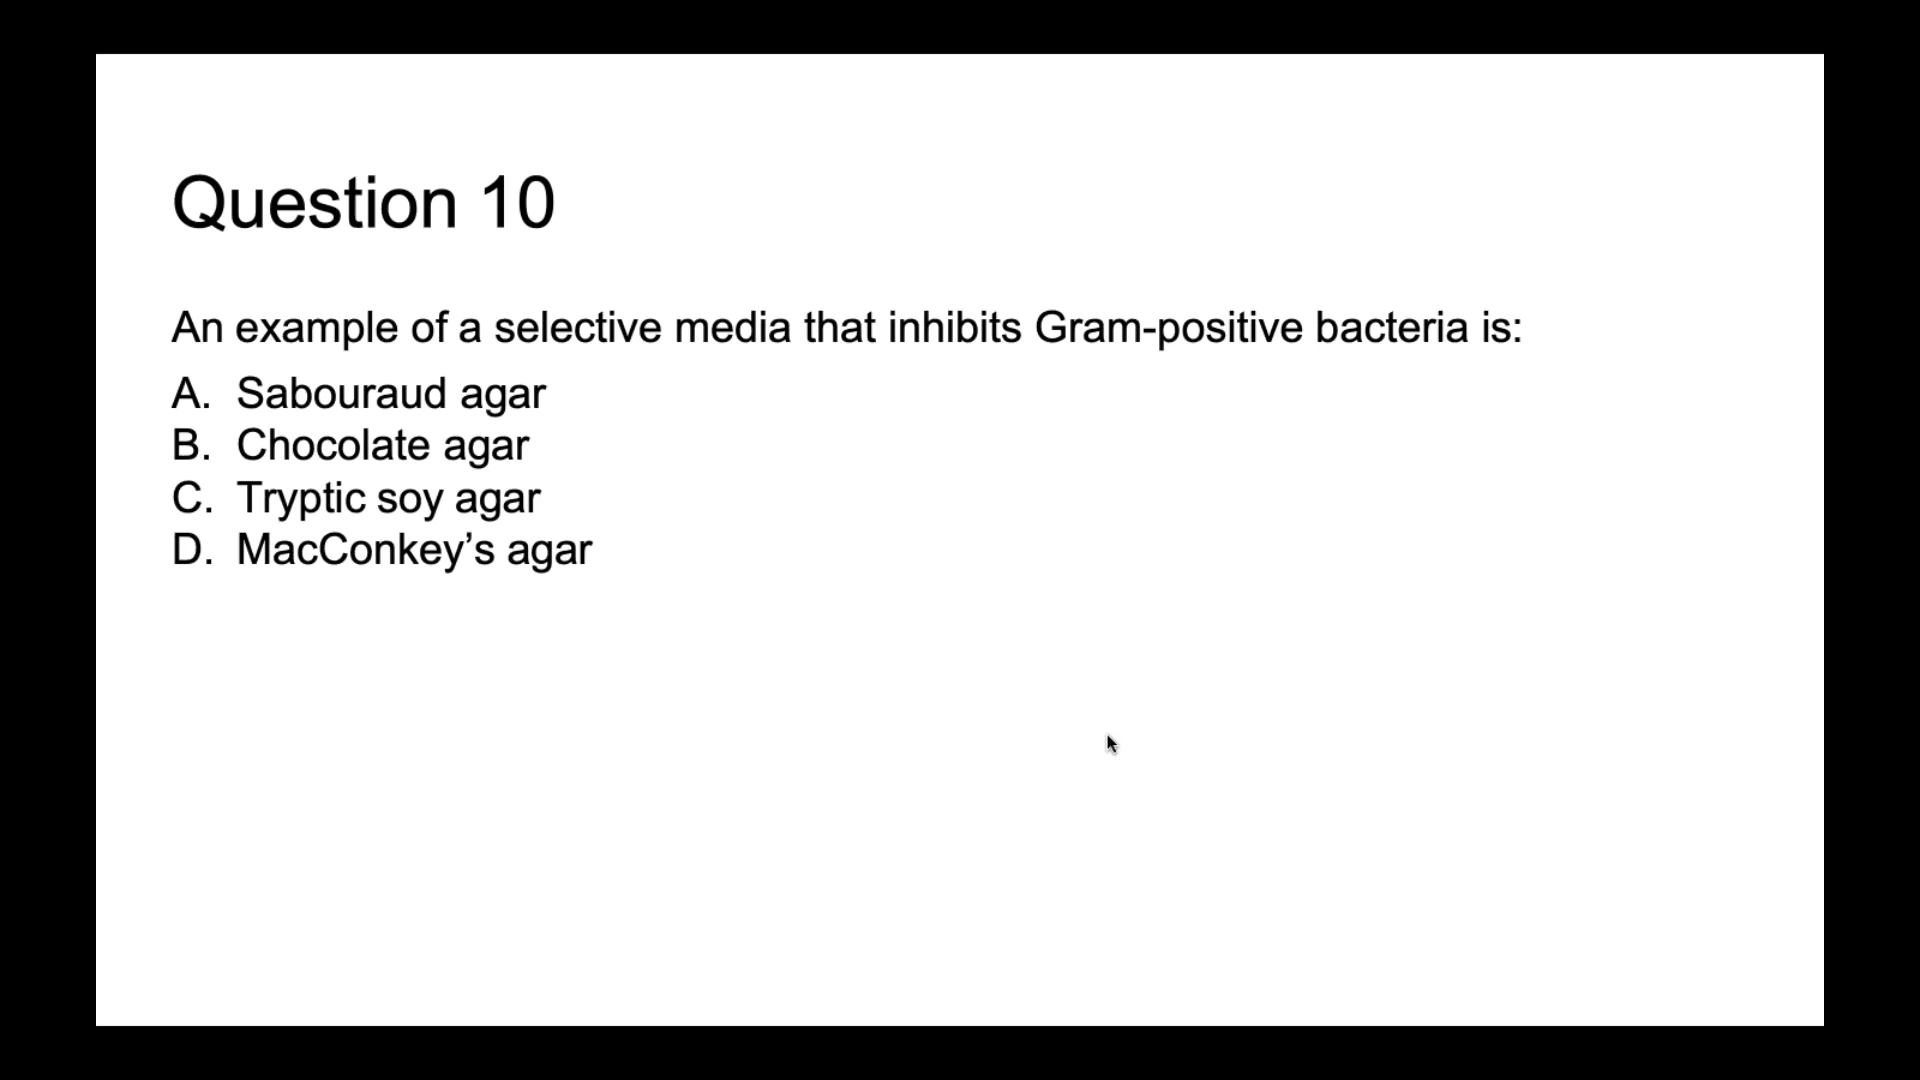 Question 10
An example of a selective media that inhibits Gram-positive bacteria is:
A. Sabouraud agar
B. Chocolate agar
C. Tryptic soy agar
D. MacConkey’s agar